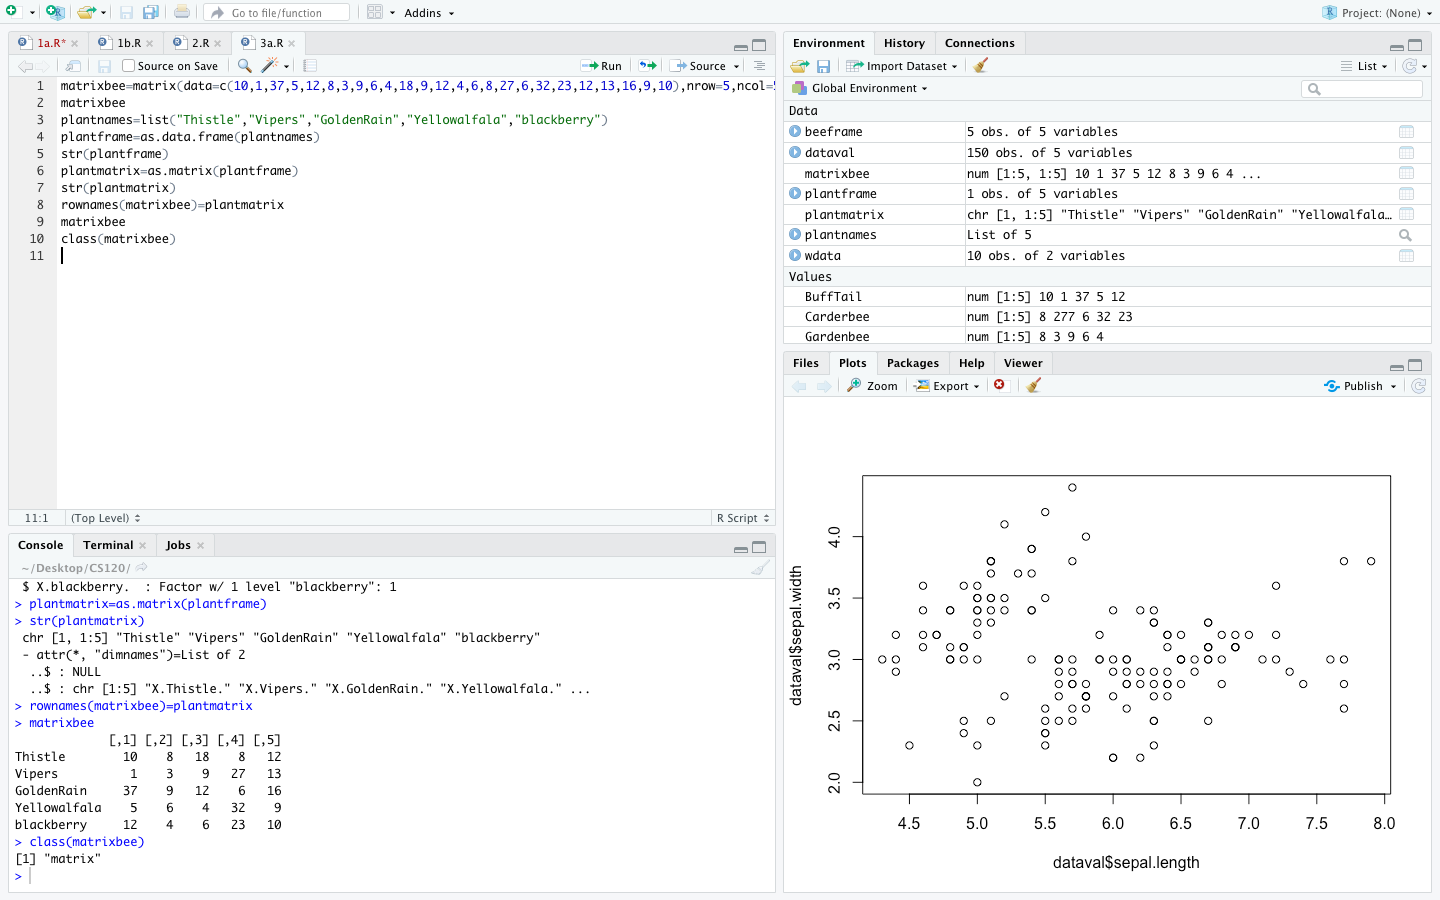 Go to file/function
Addins
Project: (None)
1a.R*
1b.R
2.R
3a.R
Source on Save
Run
Source
1 matrixbee=matrix(data=c(10,1,37,5,12,8,3,9,6,4,18,9,12,4,6,8,27,6,32,23,12,13,16,9,10),nrow=5,ncol=5
2 matrixbee
3 plantnames=list("Thistle","Vipers","GoldenRain","Yellowalfala","blackberry")
4 plantframe=as.data.frame(plantnames)
5 str(plantframe)
6 plantmatrix=as.matrix(plantframe)
7 str(plantmatrix)
8 rownames(matrixbee)=plantmatrix
9 matrixbee
10 class(matrixbee)
11
11:1 (Top Level) R Script
Console Terminal Jobs
~/Desktop/CS120/
$ X.blackberry.  : Factor w/ 1 level "blackberry": 1
> plantmatrix=as.matrix(plantframe)
> str(plantmatrix)
chr [1, 1:5] "Thistle" "Vipers" "GoldenRain" "Yellowalfala" "blackberry"
- attr(*, "dimnames")=List of 2
..$ : NULL
..$ : chr [1:5] "X.Thistle." "X.Vipers." "X.GoldenRain." "X.Yellowalfala." ...
> rownames(matrixbee)=plantmatrix
> matrixbee
[,1] [,2] [,3] [,4] [,5]
Thistle 10 8 18 8 12
Vipers 1 3 9 27 13
GoldenRain 37 9 12 6 16
Yellowalfala 5 6 4 32 9
blackberry 12 4 6 23 10
> class(matrixbee)
[1] "matrix"
>
Environment History Connections
Import Dataset
List
Global Environment
Data
beeframe 5 obs. of 5 variables
dataval 150 obs. of 5 variables
matrixbee num [1:5, 1:5] 10 1 37 5 12 8 3 9 6 4 ...
plantframe 1 obs. of 5 variables
plantmatrix chr [1, 1:5] "Thistle" "Vipers" "GoldenRain" "Yellowalfala…
plantnames List of 5
wdata 10 obs. of 2 variables
Values
BuffTail num [1:5] 10 1 37 5 12
Carderbee num [1:5] 8 277 6 32 23
Gardenbee num [1:5] 8 3 9 6 4
Files Plots Packages Help Viewer
Zoom Export Publish
dataval$sepal.width
4.0
3.5
3.0
2.5
2.0
4.5 5.0 5.5 6.0 6.5 7.0 7.5 8.0
dataval$sepal.length